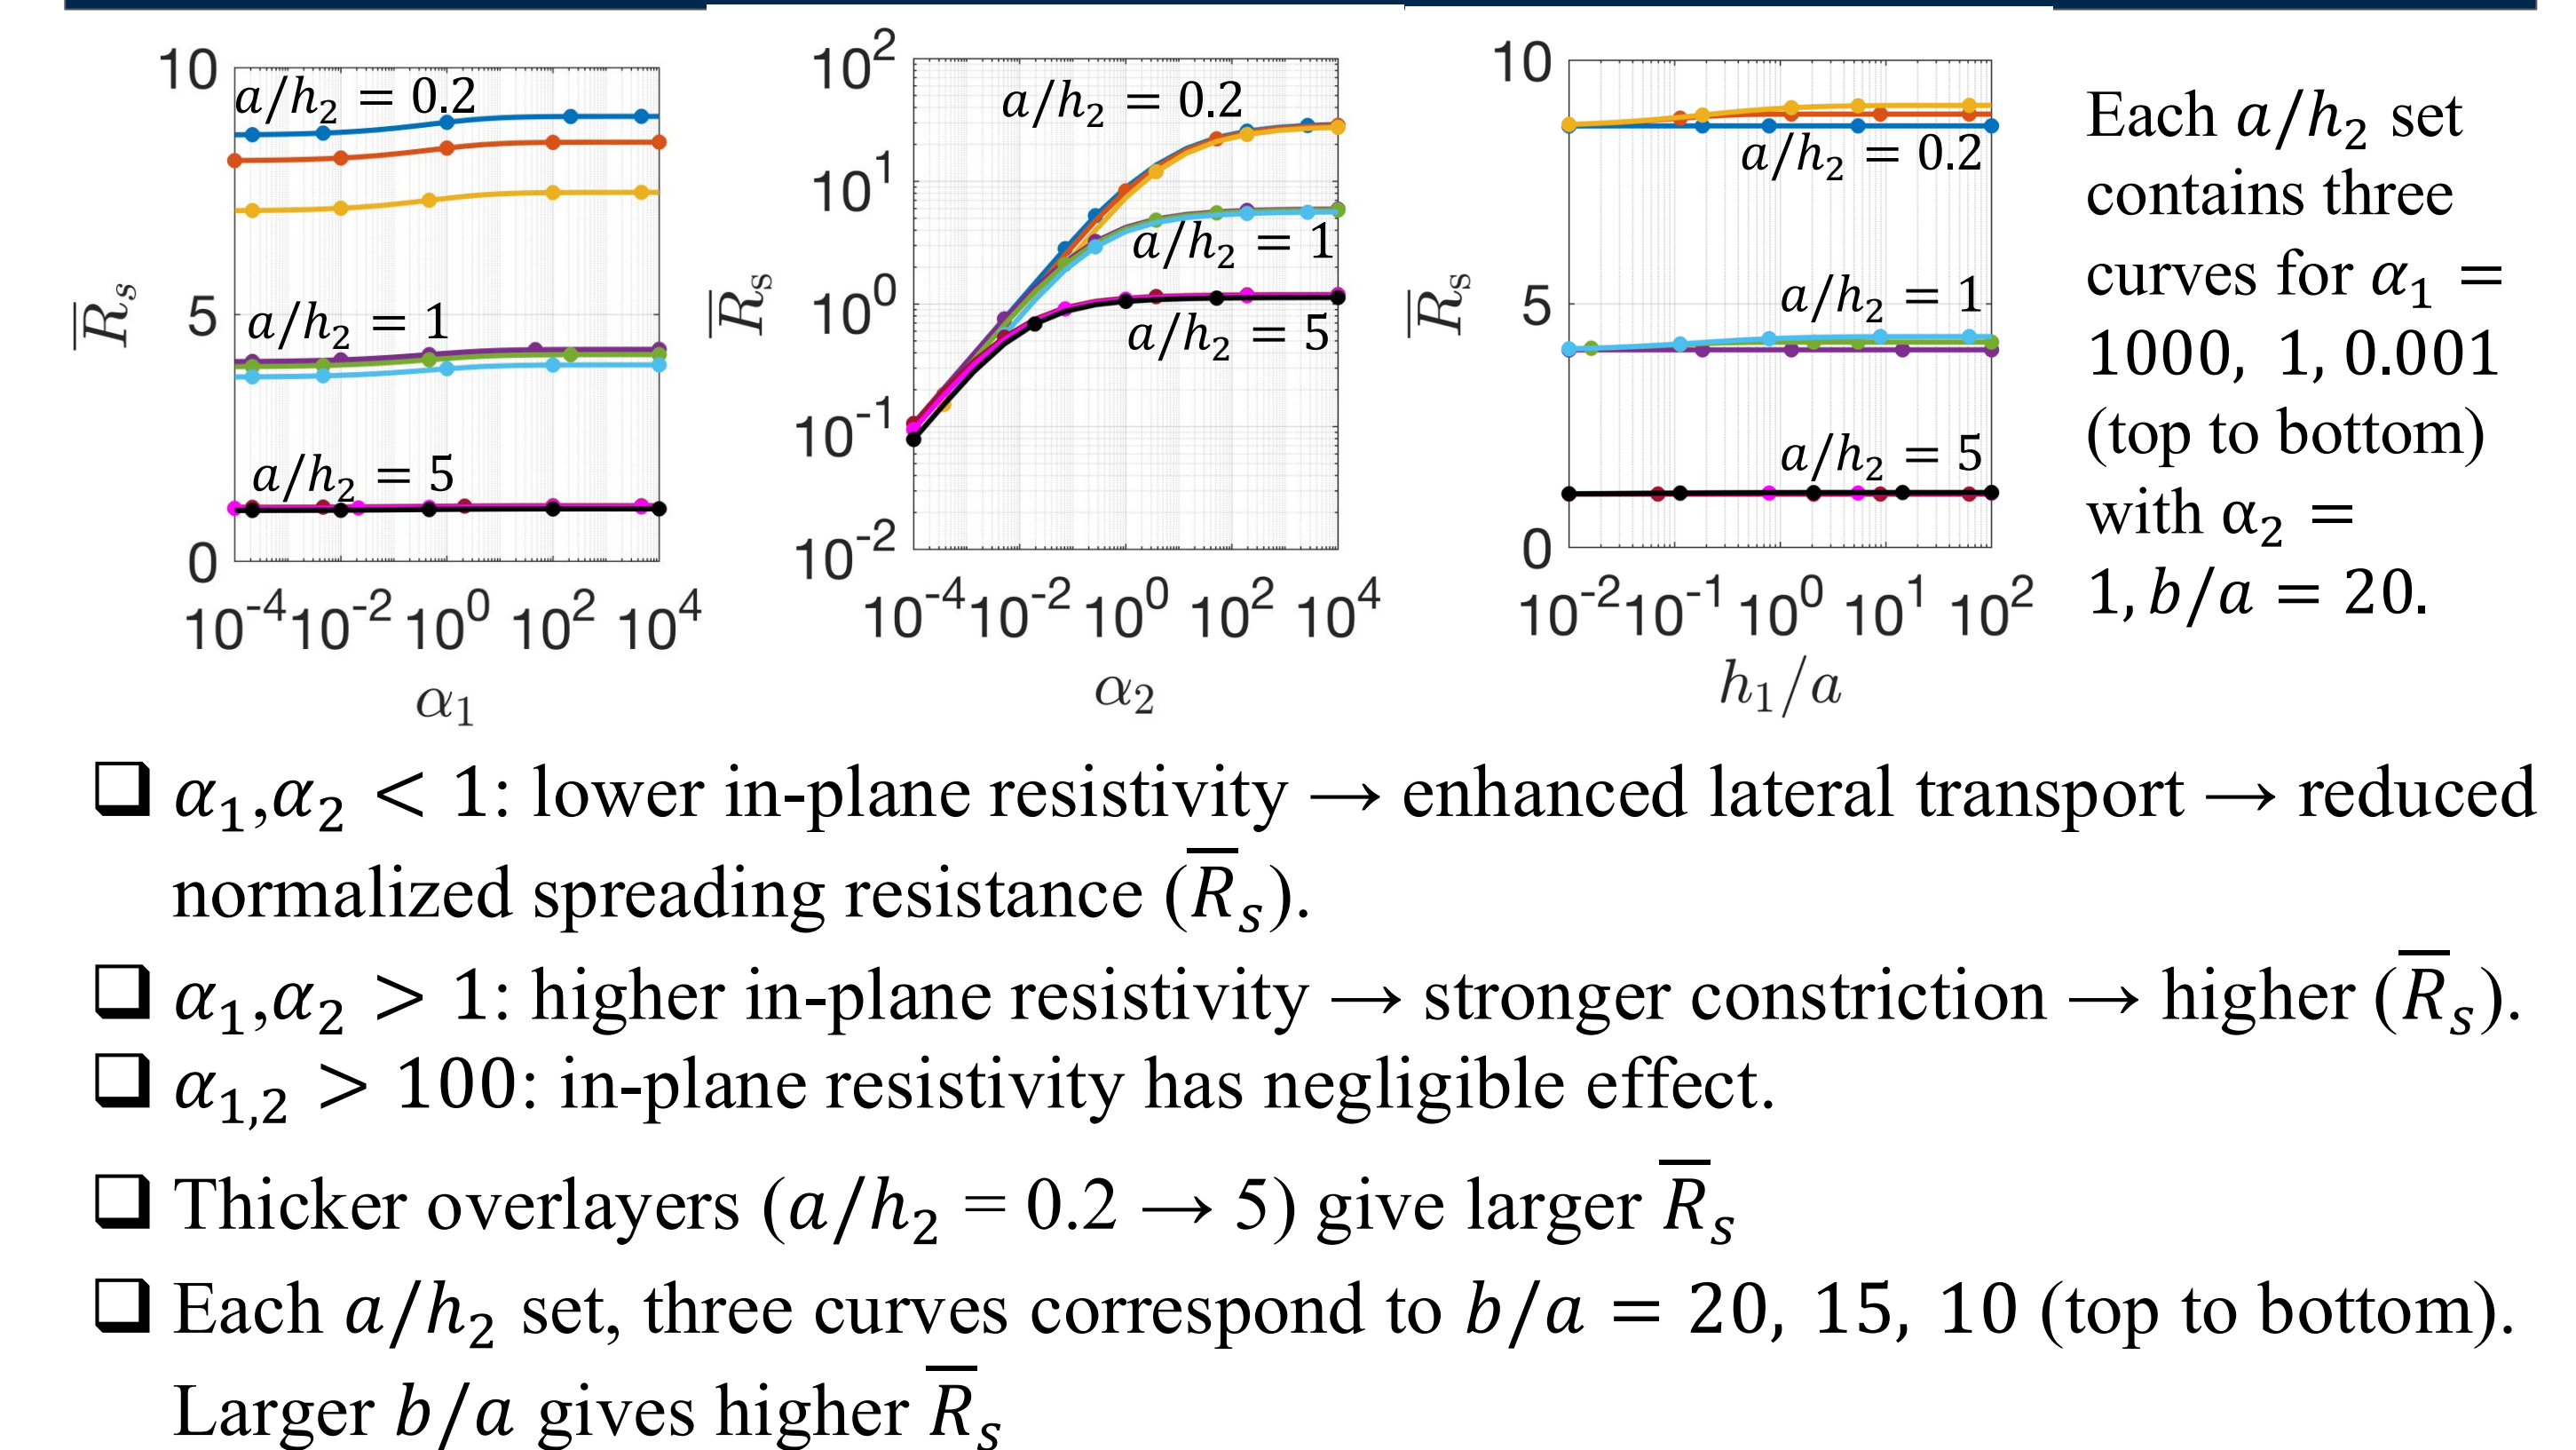 10
5
0
a/h₂ = 0.2
a/h₂ = 1
a/h₂ = 5
R̅ₛ
10⁻⁴ 10⁻² 10⁰ 10² 10⁴
α₁
10²
10¹
10⁰
10⁻¹
10⁻²
a/h₂ = 0.2
a/h₂ = 1
a/h₂ = 5
R̅ₛ
10⁻⁴ 10⁻² 10⁰ 10² 10⁴
α₂
10
5
0
a/h₂ = 0.2
a/h₂ = 1
a/h₂ = 5
R̅ₛ
10⁻² 10⁻¹ 10⁰ 10¹ 10²
h₁/a
Each a/h₂ set
contains three
curves for α₁ =
1000, 1, 0.001
(top to bottom)
with α₂ =
1, b/a = 20.
❑ α₁,α₂ < 1: lower in-plane resistivity → enhanced lateral transport → reduced
normalized spreading resistance (R̅ₛ).
❑ α₁,α₂ > 1: higher in-plane resistivity → stronger constriction → higher (R̅ₛ).
❑ α₁,₂ > 100: in-plane resistivity has negligible effect.
❑ Thicker overlayers (a/h₂ = 0.2 → 5) give larger R̅ₛ
❑ Each a/h₂ set, three curves correspond to b/a = 20, 15, 10 (top to bottom).
Larger b/a gives higher R̅ₛ